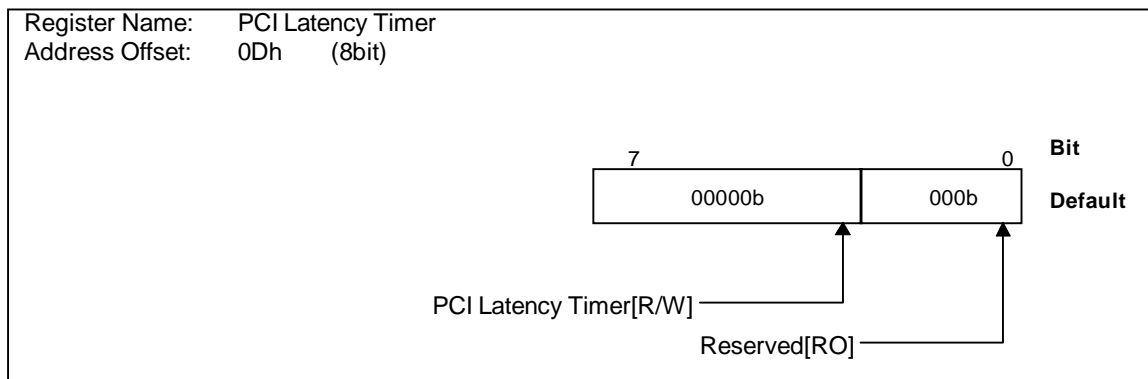 Register Name: PCI Latency Timer
Address Offset: 0Dh (8bit)
7 0 Bit
00000b 000b Default
PCI Latency Timer[R/W]
Reserved[RO]